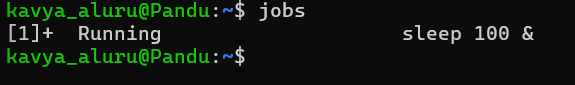 kavya_aluru@Pandu:~$ jobs
[1]+  Running                 sleep 100 &
kavya_aluru@Pandu:~$